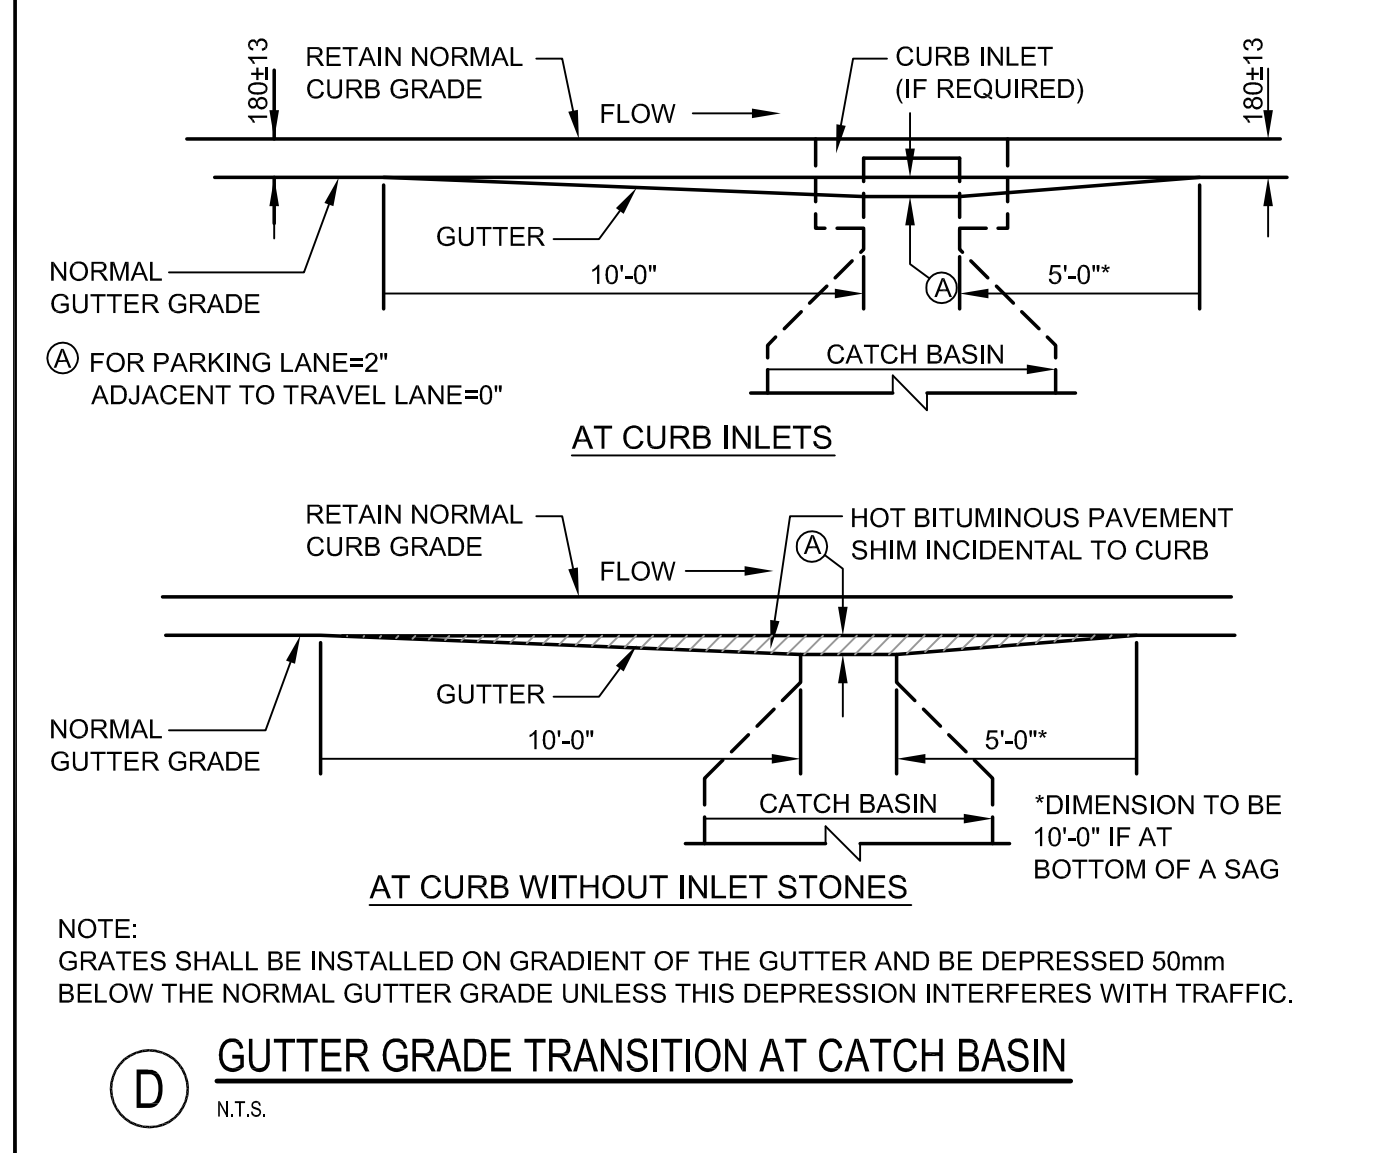 180±13
RETAIN NORMAL
CURB GRADE
FLOW
CURB INLET
(IF REQUIRED)
180±13
GUTTER
NORMAL
GUTTER GRADE
10'-0"
A
5'-0"*
A FOR PARKING LANE=2"
ADJACENT TO TRAVEL LANE=0"
CATCH BASIN
AT CURB INLETS
RETAIN NORMAL
CURB GRADE
FLOW
HOT BITUMINOUS PAVEMENT
SHIM INCIDENTAL TO CURB
A
GUTTER
NORMAL
GUTTER GRADE
10'-0"
5'-0"*
CATCH BASIN
*DIMENSION TO BE
10'-0" IF AT
BOTTOM OF A SAG
AT CURB WITHOUT INLET STONES
NOTE:
GRATES SHALL BE INSTALLED ON GRADIENT OF THE GUTTER AND BE DEPRESSED 50mm
BELOW THE NORMAL GUTTER GRADE UNLESS THIS DEPRESSION INTERFERES WITH TRAFFIC.
D
GUTTER GRADE TRANSITION AT CATCH BASIN
N.T.S.